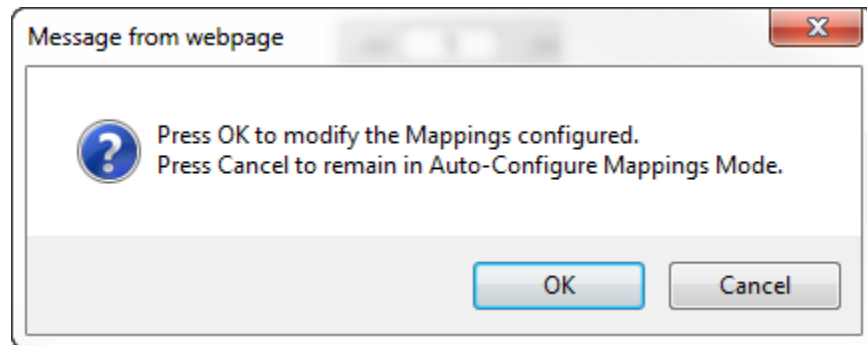 Message from webpage
Press OK to modify the Mappings configured.
Press Cancel to remain in Auto-Configure Mappings Mode.
OK
Cancel